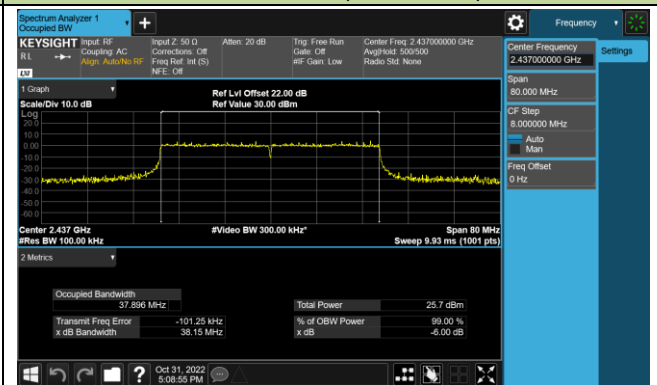 Spectrum Analyzer 1
Occupied BW
Frequency
KEYSIGHT
RL
LXI
Input: RF
Coupling: AC
Align: Auto/No RF
Input Z: 50 Ω
Corrections: Off
Freq Ref: Int (S)
NFE: Off
Atten: 20 dB
Trig: Free Run
Gate: Off
#IF Gain: Low
Center Freq: 2.437000000 GHz
Avg|Hold: 500/500
Radio Std: None
Center Frequency
2.437000000 GHz
Settings
Span
80.000 MHz
CF Step
8.000000 MHz
Auto
Man
Freq Offset
0 Hz
1 Graph
Scale/Div 10.0 dB
Ref Lvl Offset 22.00 dB
Ref Value 30.00 dBm
Log
20.0
10.0
0.00
-10.0
-20.0
-30.0
-40.0
-50.0
-60.0
Center 2.437 GHz
#Video BW 300.00 kHz*
Span 80 MHz
#Res BW 100.00 kHz
Sweep 9.93 ms (1001 pts)
2 Metrics
Occupied Bandwidth
37.896 MHz
Total Power
25.7 dBm
Transmit Freq Error
-101.25 kHz
% of OBW Power
99.00 %
x dB Bandwidth
38.15 MHz
x dB
-6.00 dB
Oct 31, 2022
5:08:55 PM